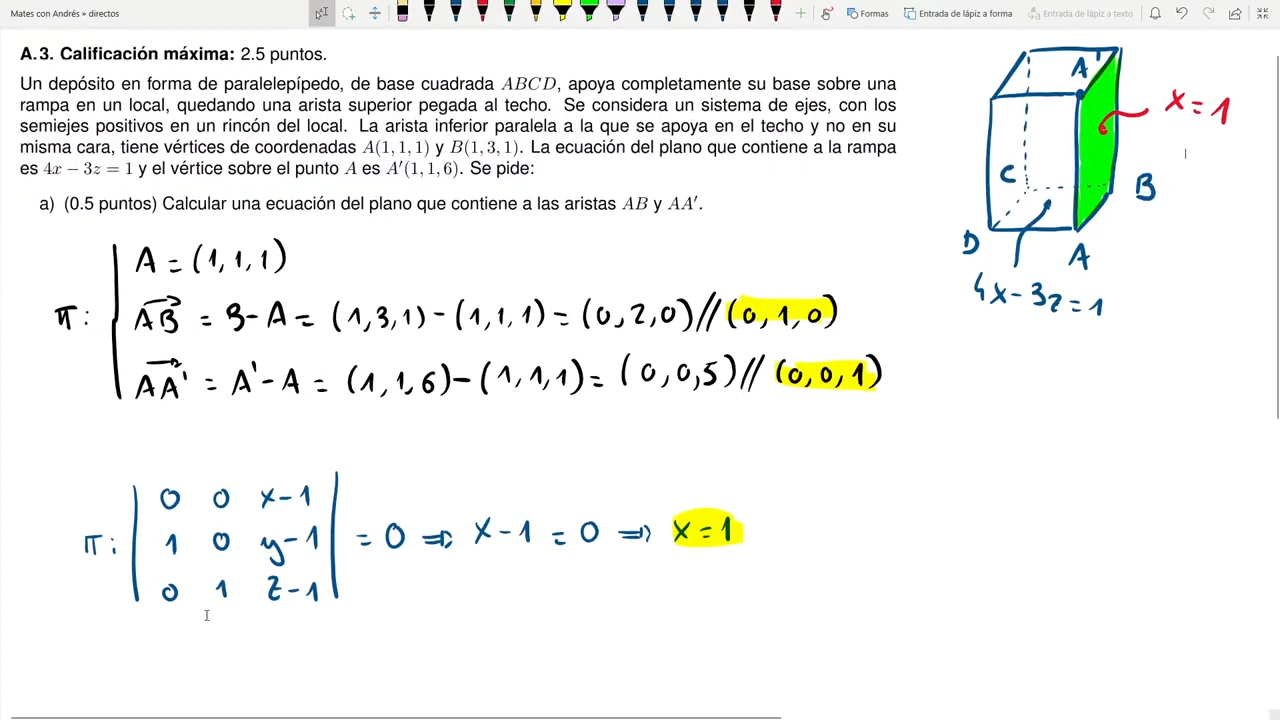 Mates con Andrés » directos
Formas
Entrada de lápiz a forma
Entrada de lápiz a texto
A.3. Calificación máxima: 2.5 puntos.
Un depósito en forma de paralelepípedo, de base cuadrada ABCD, apoya completamente su base sobre una
rampa en un local, quedando una arista superior pegada al techo. Se considera un sistema de ejes, con los
semiejes positivos en un rincón del local. La arista inferior paralela a la que se apoya en el techo y no en su
misma cara, tiene vértices de coordenadas A(1, 1, 1) y B(1, 3, 1). La ecuación del plano que contiene a la rampa
es 4x − 3z = 1 y el vértice sobre el punto A es A′(1, 1, 6). Se pide:
a) (0.5 puntos) Calcular una ecuación del plano que contiene a las aristas AB y AA′.
A'
x = 1
C
B
D
A
4x - 3z = 1
A = (1, 1, 1)
π: AB = B - A = (1, 3, 1) - (1, 1, 1) = (0, 2, 0) // (0, 1, 0)
AA' = A' - A = (1, 1, 6) - (1, 1, 1) = (0, 0, 5) // (0, 0, 1)
0 0 x-1
π: 1 0 y-1 = 0 ⇒ x - 1 = 0 ⇒ x = 1
0 1 z-1